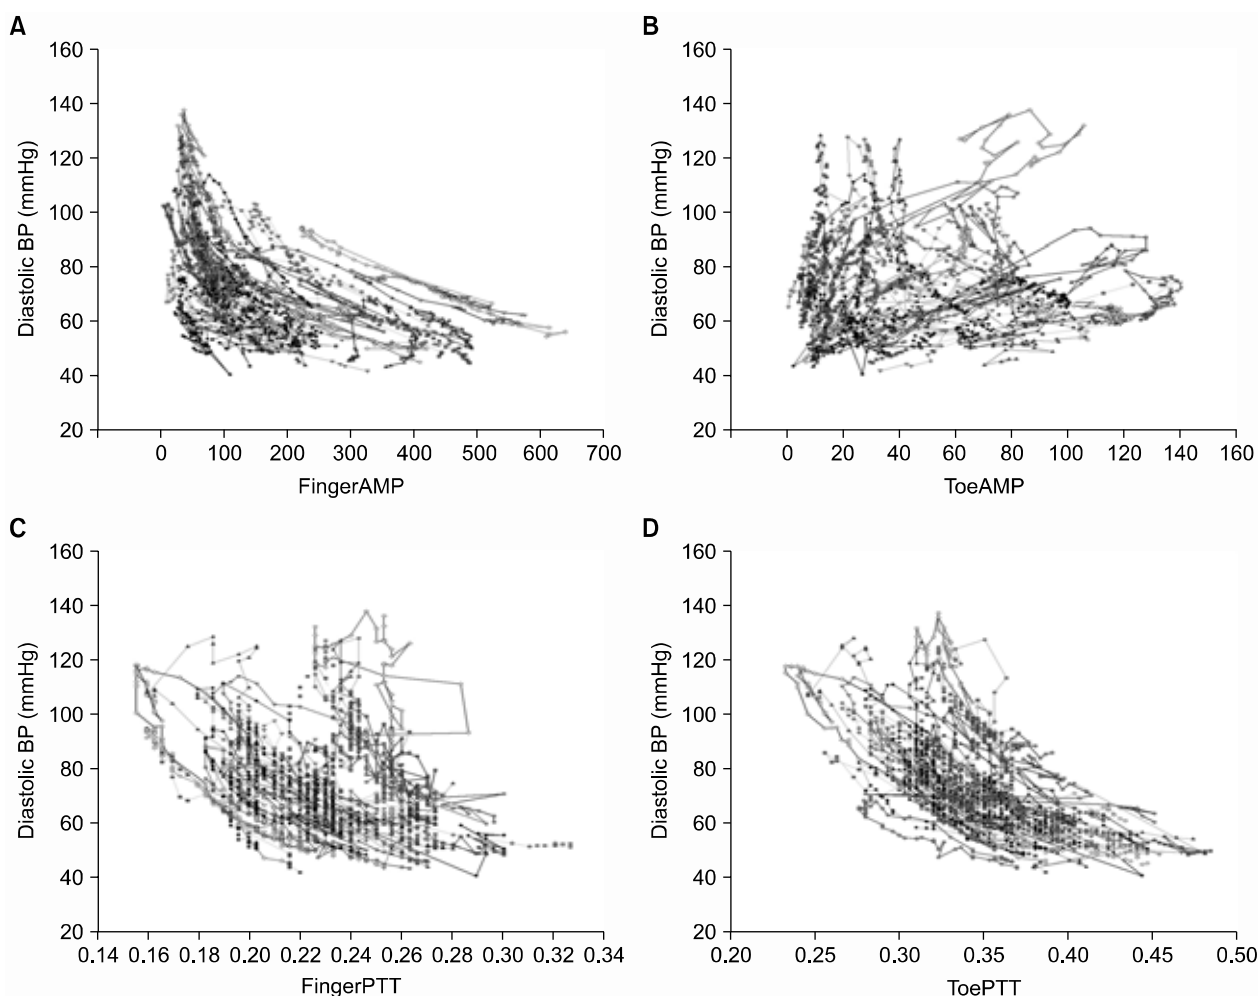 A
B
160
140
120
100
80
60
40
20
Diastolic BP (mmHg)
0 100 200 300 400 500 600 700
FingerAMP
160
140
120
100
80
60
40
20
Diastolic BP (mmHg)
0 20 40 60 80 100 120 140 160
ToeAMP
C
D
160
140
120
100
80
60
40
20
Diastolic BP (mmHg)
0.14 0.16 0.18 0.20 0.22 0.24 0.26 0.28 0.30 0.32 0.34
FingerPTT
160
140
120
100
80
60
40
20
Diastolic BP (mmHg)
0.20 0.25 0.30 0.35 0.40 0.45 0.50
ToePTT